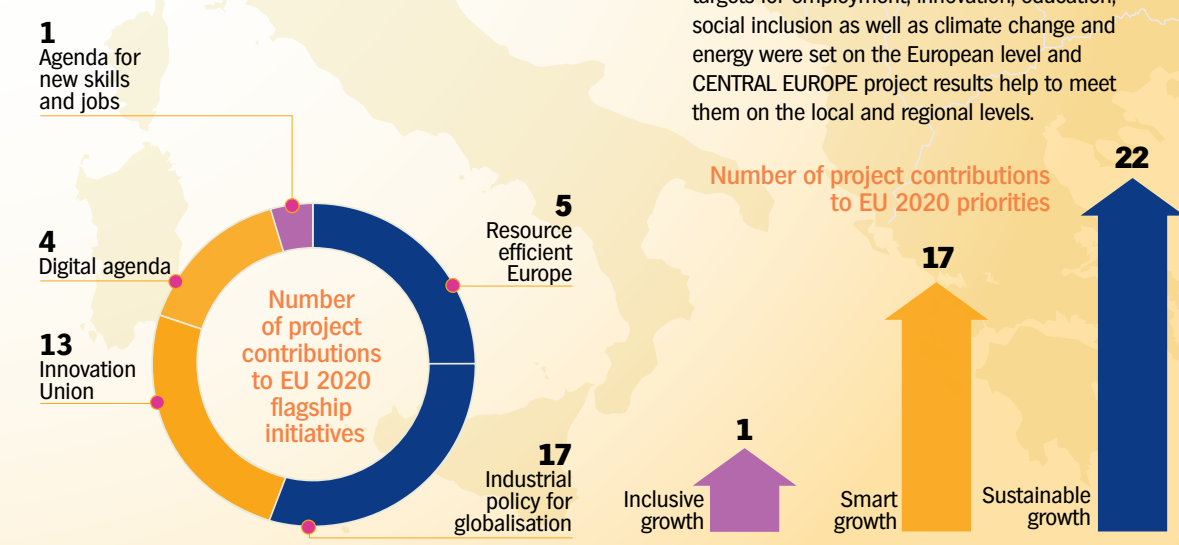 targets for employment, innovation, education,
social inclusion as well as climate change and
energy were set on the European level and
CENTRAL EUROPE project results help to meet
them on the local and regional levels.
1
Agenda for
new skills
and jobs
4
Digital agenda
13
Innovation
Union
Number
of project
contributions
to EU 2020
flagship
initiatives
5
Resource
efficient
Europe
17
Industrial
policy for
globalisation
Number of project contributions
to EU 2020 priorities
1
Inclusive
growth
17
Smart
growth
22
Sustainable
growth